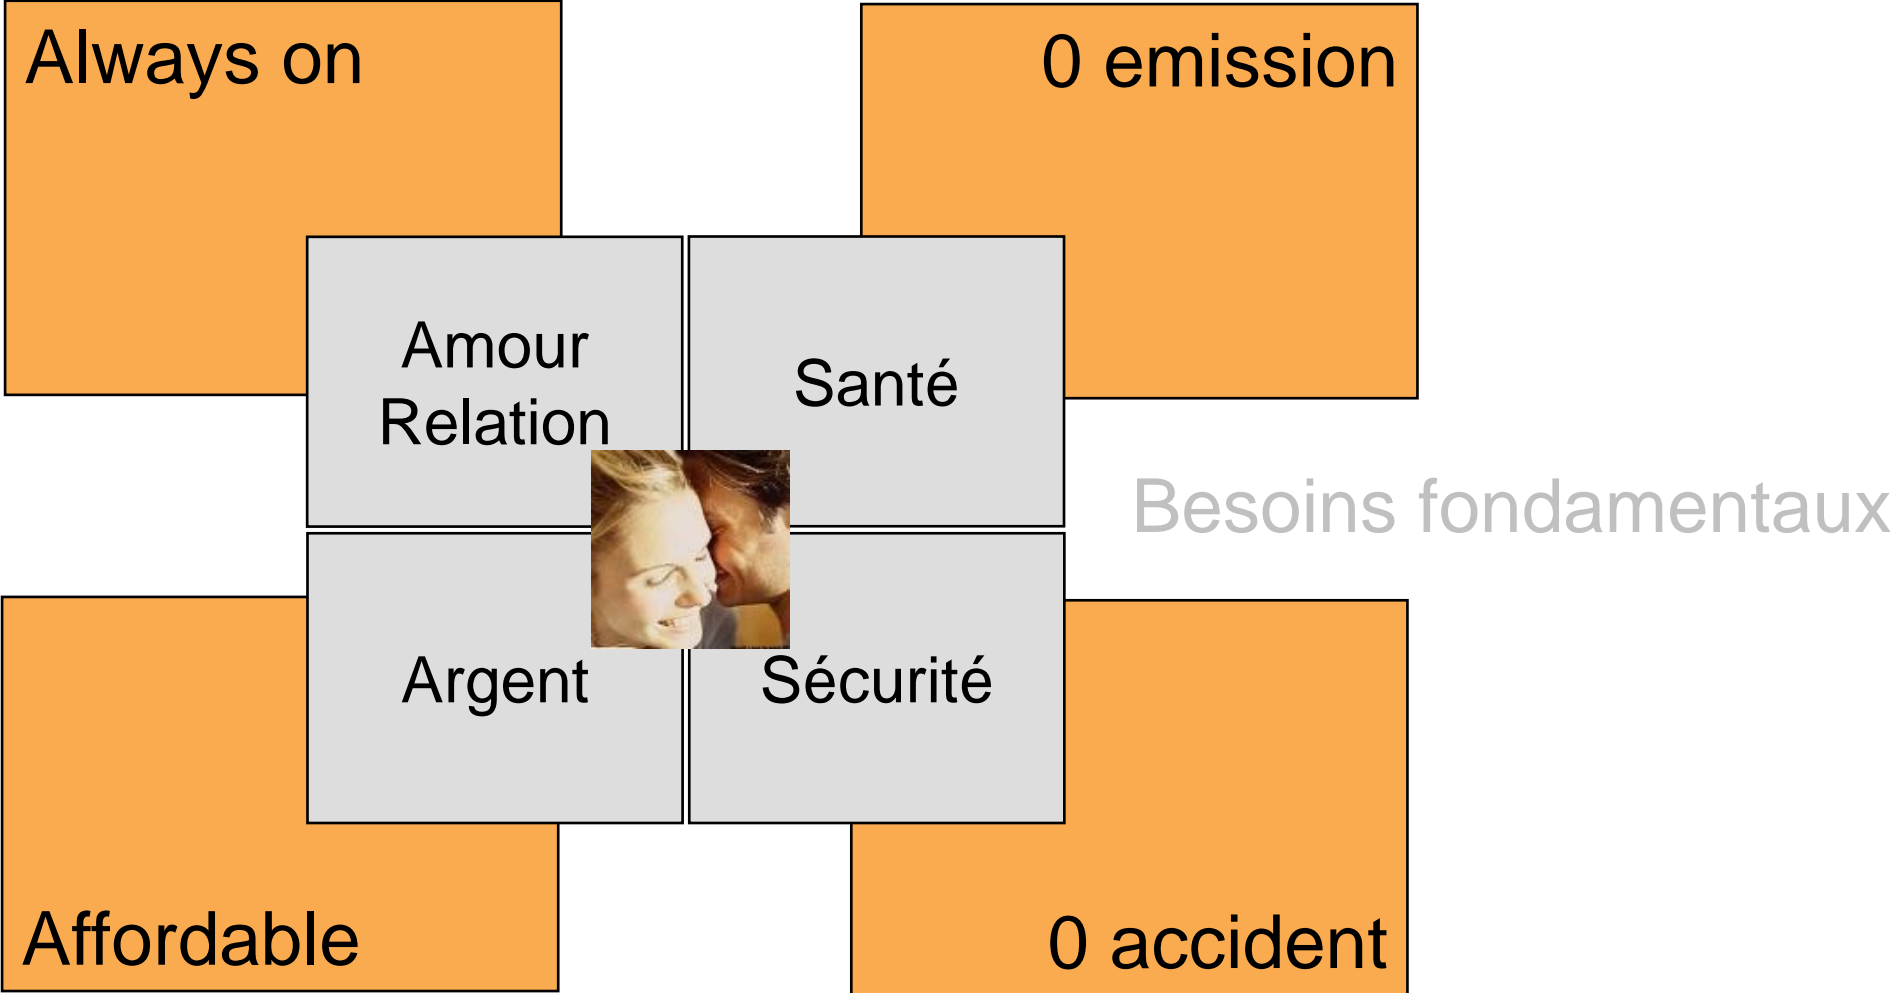 Always on
0 emission
Amour
Relation
Santé
Besoins fondamentaux
Argent
Sécurité
Affordable
0 accident